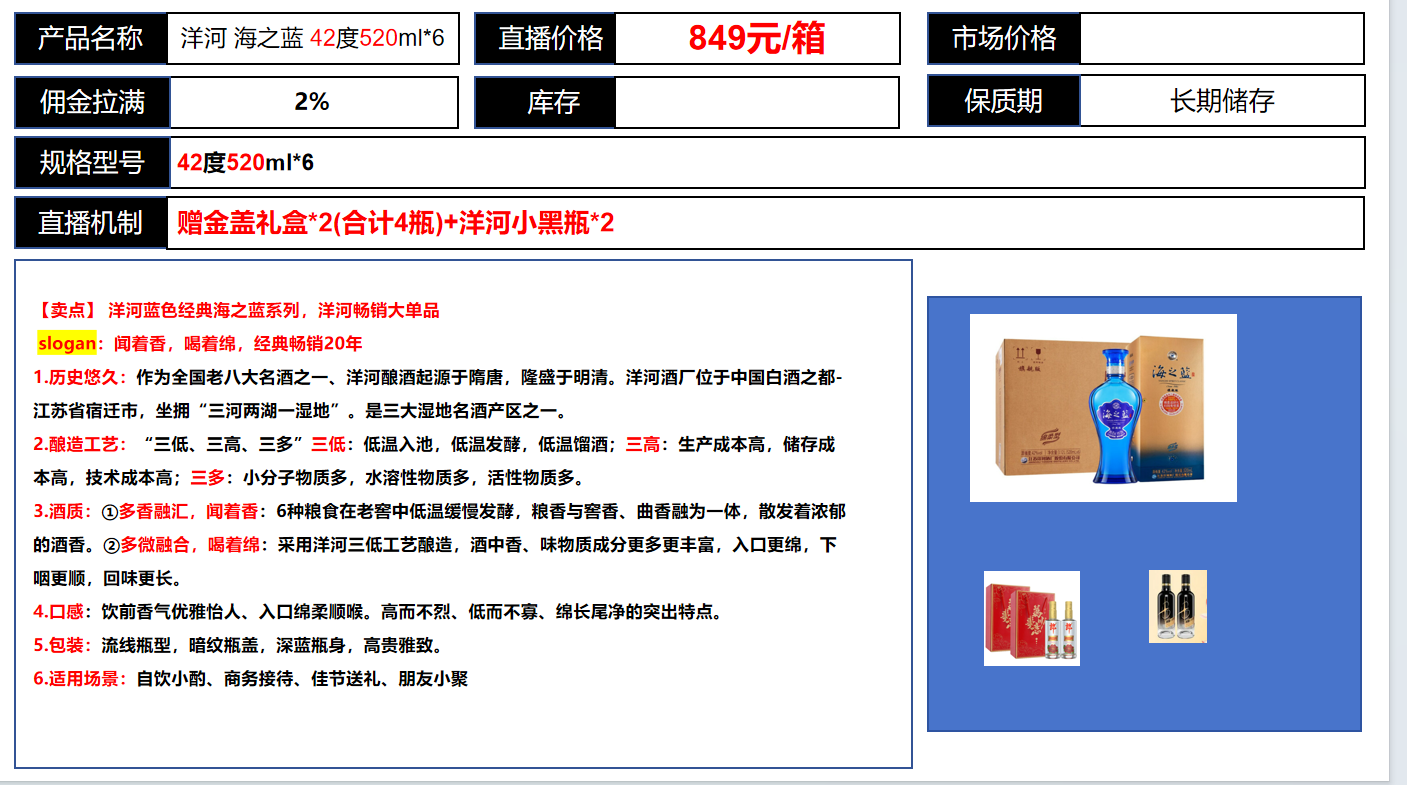 产品名称
洋河 海之蓝 42度520ml*6
直播价格
849元/箱
市场价格
佣金拉满
2%
库存
保质期
长期储存
规格型号
42度520ml*6
直播机制
赠金盖礼盒*2(合计4瓶)+洋河小黑瓶*2
【卖点】 洋河蓝色经典海之蓝系列，洋河畅销大单品
slogan：闻着香，喝着绵，经典畅销20年
1.历史悠久：作为全国老八大名酒之一、洋河酿酒起源于隋唐，隆盛于明清。洋河酒厂位于中国白酒之都-
江苏省宿迁市，坐拥“三河两湖一湿地”。是三大湿地名酒产区之一。
2.酿造工艺：“三低、三高、三多”三低：低温入池，低温发酵，低温馏酒；三高：生产成本高，储存成
本高，技术成本高；三多：小分子物质多，水溶性物质多，活性物质多。
3.酒质：①多香融汇，闻着香：6种粮食在老窖中低温缓慢发酵，粮香与窖香、曲香融为一体，散发着浓郁
的酒香。②多微融合，喝着绵：采用洋河三低工艺酿造，酒中香、味物质成分更多更丰富，入口更绵，下
咽更顺，回味更长。
4.口感：饮前香气优雅怡人、入口绵柔顺喉。高而不烈、低而不寡、绵长尾净的突出特点。
5.包装：流线瓶型，暗纹瓶盖，深蓝瓶身，高贵雅致。
6.适用场景：自饮小酌、商务接待、佳节送礼、朋友小聚
海之蓝
海之蓝
旗舰版
绵柔型
郎
郎